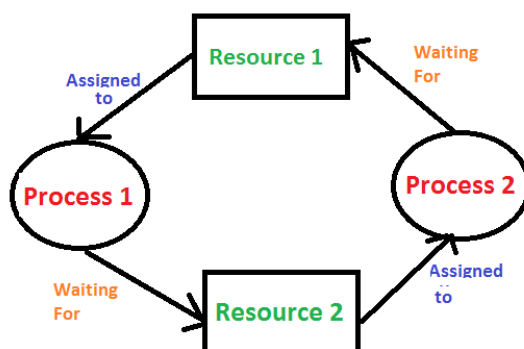 Resource 1
Waiting
For
Assigned
to
Process 1
Process 2
Waiting
For
Resource 2
Assigned
to